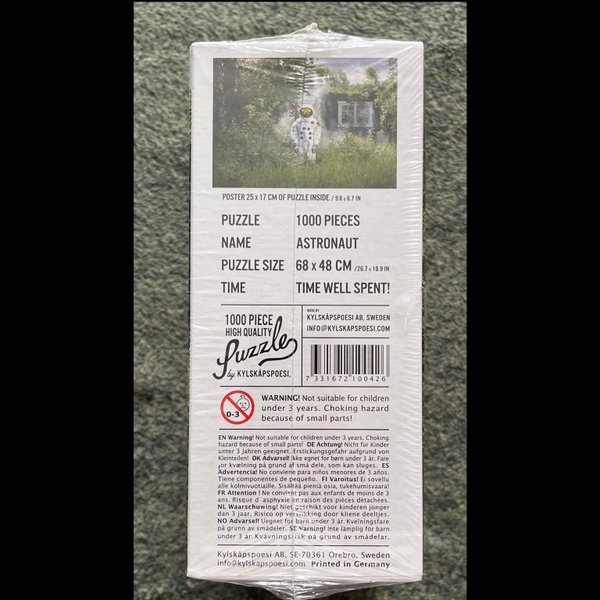 POSTER 25 x 17 CM OF PUZZLE INSIDE / 9.8 x 6.7 IN
PUZZLE 1000 PIECES
NAME ASTRONAUT
PUZZLE SIZE 68 x 48 CM /26.7 x 18.9 IN
TIME TIME WELL SPENT!
1000 PIECE
HIGH QUALITY
Puzzle
by KYLSKÅPSPOESI.
MADE BY
KYLSKÅPSPOESI AB, SWEDEN
INFO@KYLSKAPSPOESI.COM
7 331672 100426
0-3
WARNING! Not suitable for children
under 3 years. Choking hazard
because of small parts!
EN Warning! Not suitable for children under 3 years. Choking
hazard because of small parts! DE Achtung! Nicht für Kinder
unter 3 Jahren geeignet. Erstickungsgefahr aufgrund von
Kleinteilen! DK Advarsel! Ikke egnet for børn under 3 år. Fare
for kvælning på grund af små dele, som kan sluges. ES
Advertencia! No conviene para niños menores de 3 años.
Tiene componentes de pequeño. FI Varoitus! Ei sovellu
alle kolmivuotiaille. Sisältää pieniä osia, tukehumisvaara!
FR Attention ! Ne convient pas aux enfants de moins de 3
ans. Risque d'asphyxie en raison des pièces détachées.
NL Waarschuwing! Niet geschikt voor kinderen jonger
dan 3 jaar. Risico op verstikking door kliene deeltjes.
NO Advarsel! Uegnet for barn under 3 år. Kvelningsfare
på grunn av smådeler. SE Varning! Inte lämplig för barn
under 3 år. Kvävningsrisk på grund av smådelar.
Kylskåpspoesi AB, SE-70361 Örebro, Sweden
info@kylskapspoesi.com Printed in Germany